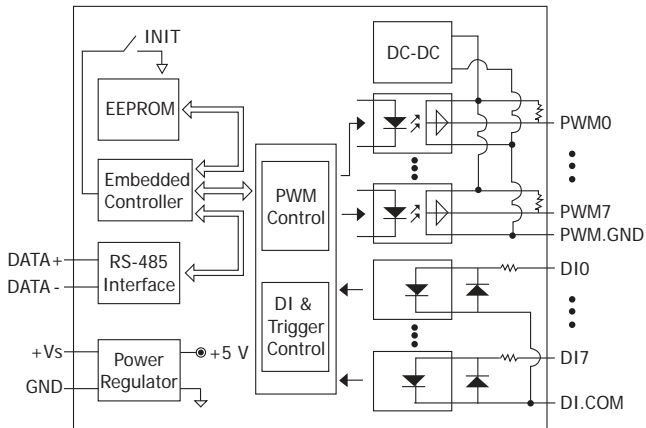 INIT
DC-DC
EEPROM
PWM0
Embedded
Controller
PWM
Control
PWM7
PWM.GND
DATA+
DATA-
RS-485
Interface
DI0
DI &
Trigger
Control
+Vs
GND
Power
Regulator
+5 V
DI7
DI.COM